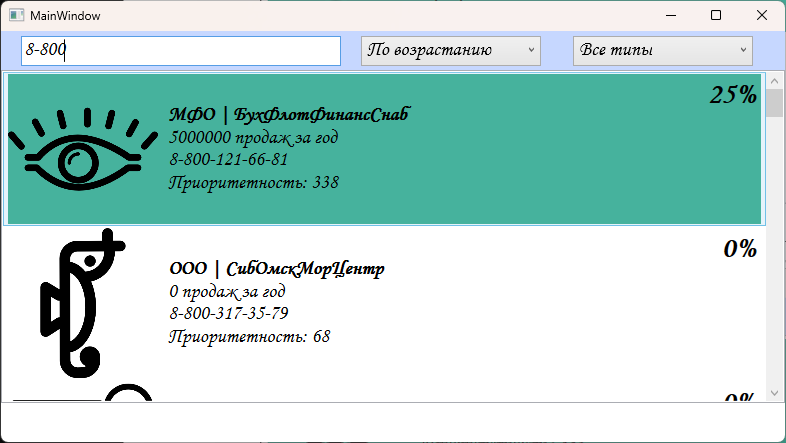 MainWindow
8-800
По возрастанию
Все типы
25%
МФО | БухФлотФинансСнаб
5000000 продаж за год
8-800-121-66-81
Приоритетность: 338
0%
ООО | СибОмскМорЦентр
0 продаж за год
8-800-317-35-79
Приоритетность: 68
0%